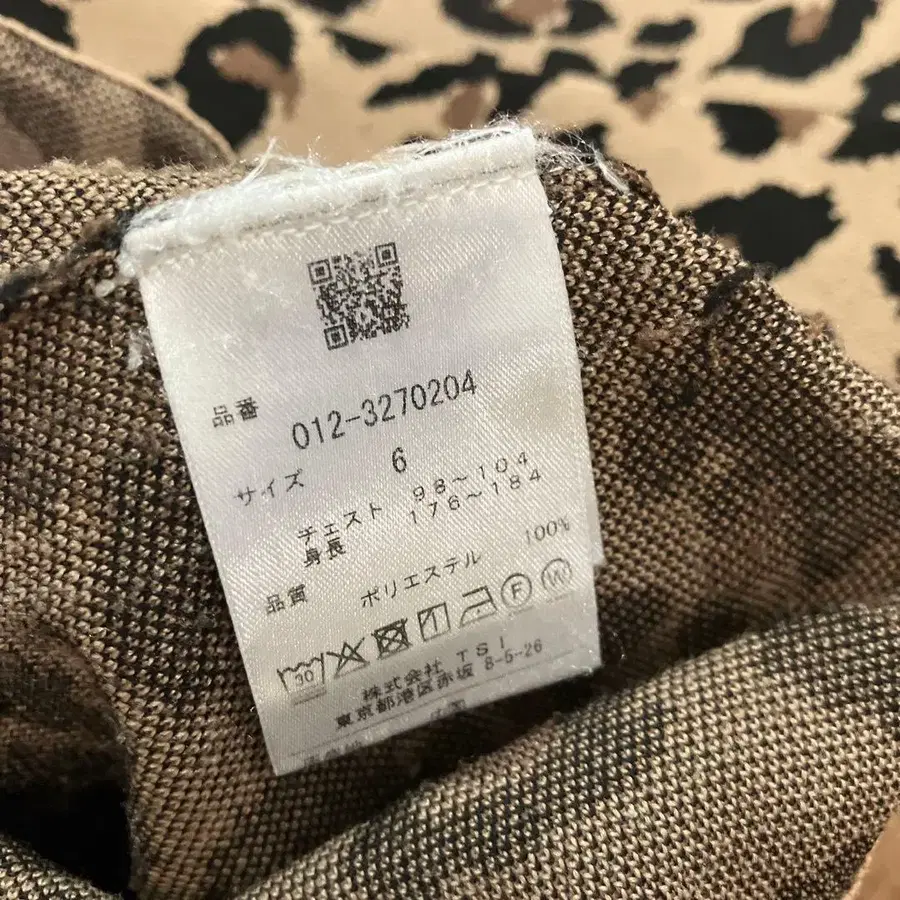 品番 012-3270204
サイズ 6
チェスト 98~104
身長 176~184
品質 ポリエステル 100%
30 F W
株式会社 TSI
東京都港区赤坂 8-5-26